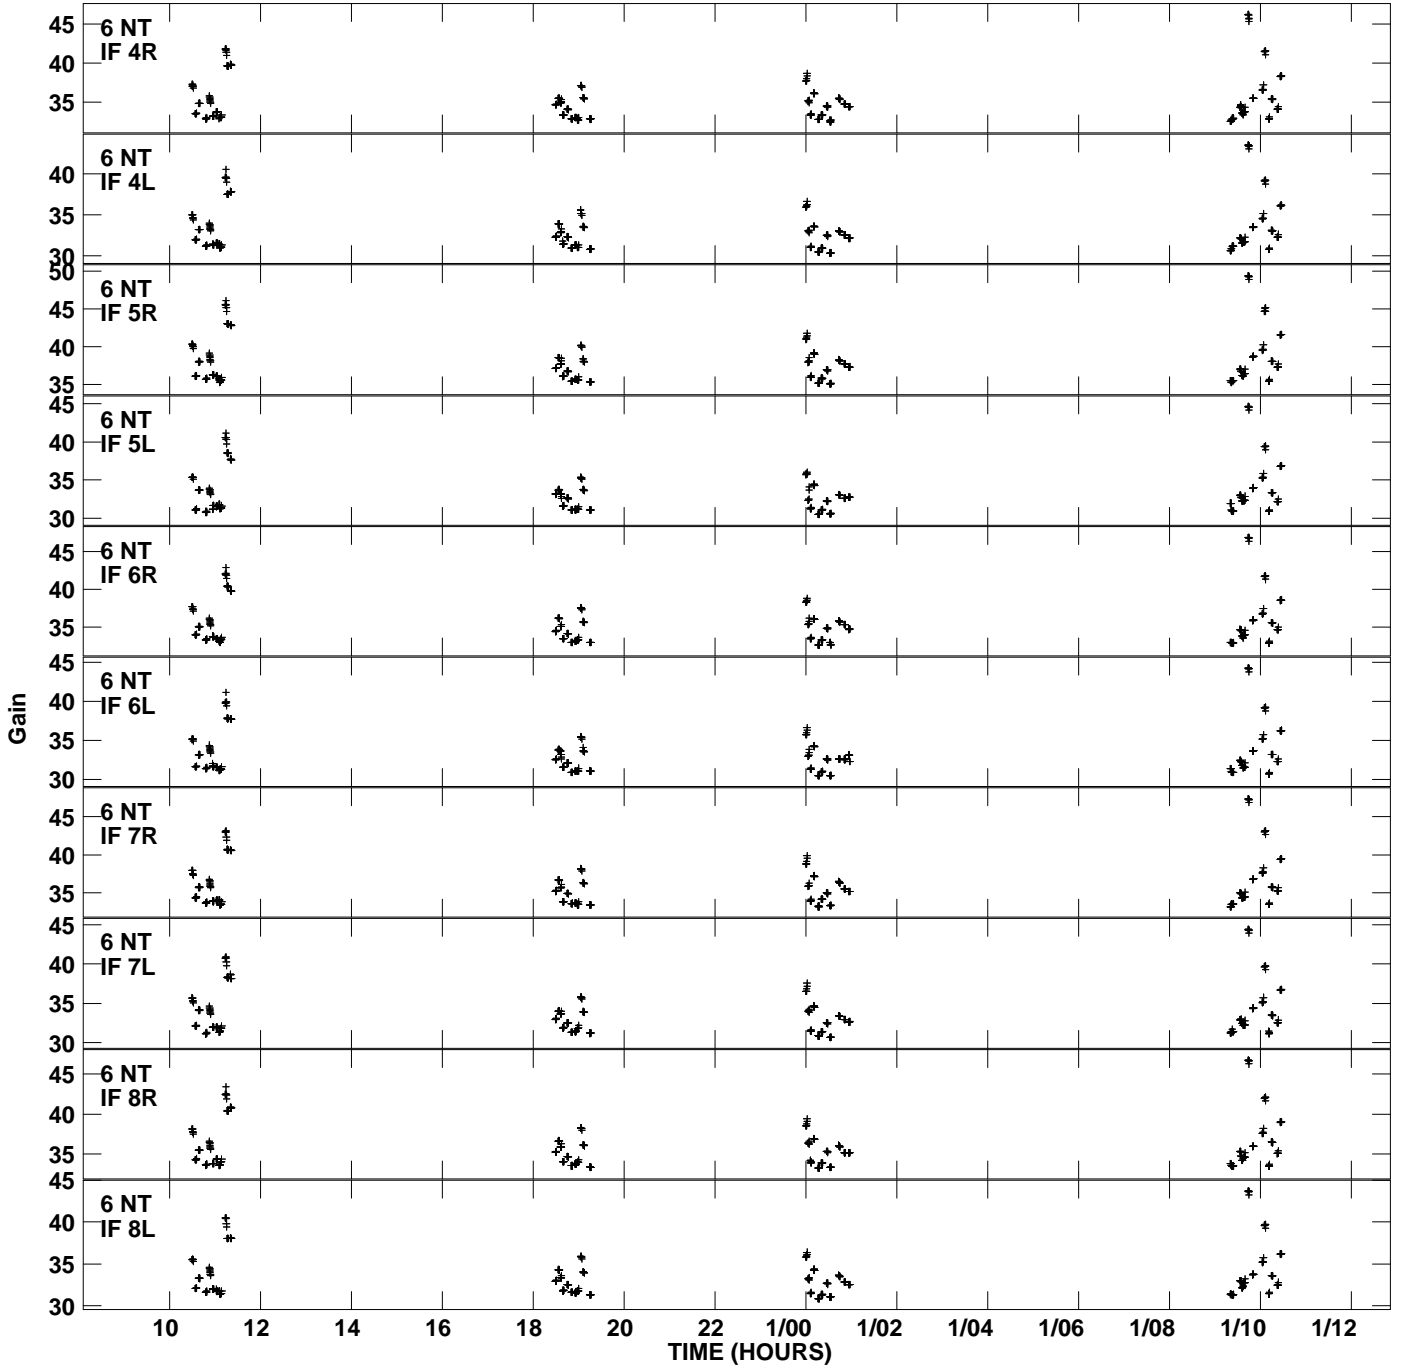 45
40
35
6 NT
IF 4R
40
35
30
6 NT
IF 4L
50
45
40
35
6 NT
IF 5R
45
40
35
30
6 NT
IF 5L
45
40
35
6 NT
IF 6R
45
40
35
30
6 NT
IF 6L
45
40
35
6 NT
IF 7R
45
40
35
30
6 NT
IF 7L
45
40
35
6 NT
IF 8R
45
40
35
30
6 NT
IF 8L
Gain
10 12 14 16 18 20 22 1/00 1/02 1/04 1/06 1/08 1/10 1/12
TIME (HOURS)